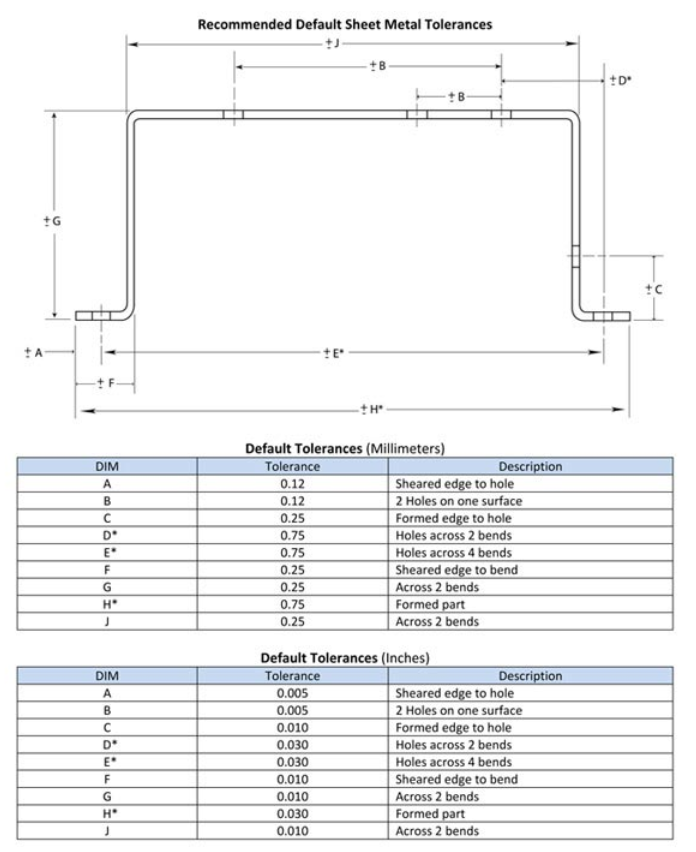 Recommended Default Sheet Metal Tolerances
±J
±B
±D*
±B
±G
±C
±A
±E*
±F
±H*
Default Tolerances (Millimeters)
DIM Tolerance Description
A 0.12 Sheared edge to hole
B 0.12 2 Holes on one surface
C 0.25 Formed edge to hole
D* 0.75 Holes across 2 bends
E* 0.75 Holes across 4 bends
F 0.25 Sheared edge to bend
G 0.25 Across 2 bends
H* 0.75 Formed part
J 0.25 Across 2 bends
Default Tolerances (Inches)
DIM Tolerance Description
A 0.005 Sheared edge to hole
B 0.005 2 Holes on one surface
C 0.010 Formed edge to hole
D* 0.030 Holes across 2 bends
E* 0.030 Holes across 4 bends
F 0.010 Sheared edge to bend
G 0.010 Across 2 bends
H* 0.030 Formed part
J 0.010 Across 2 bends